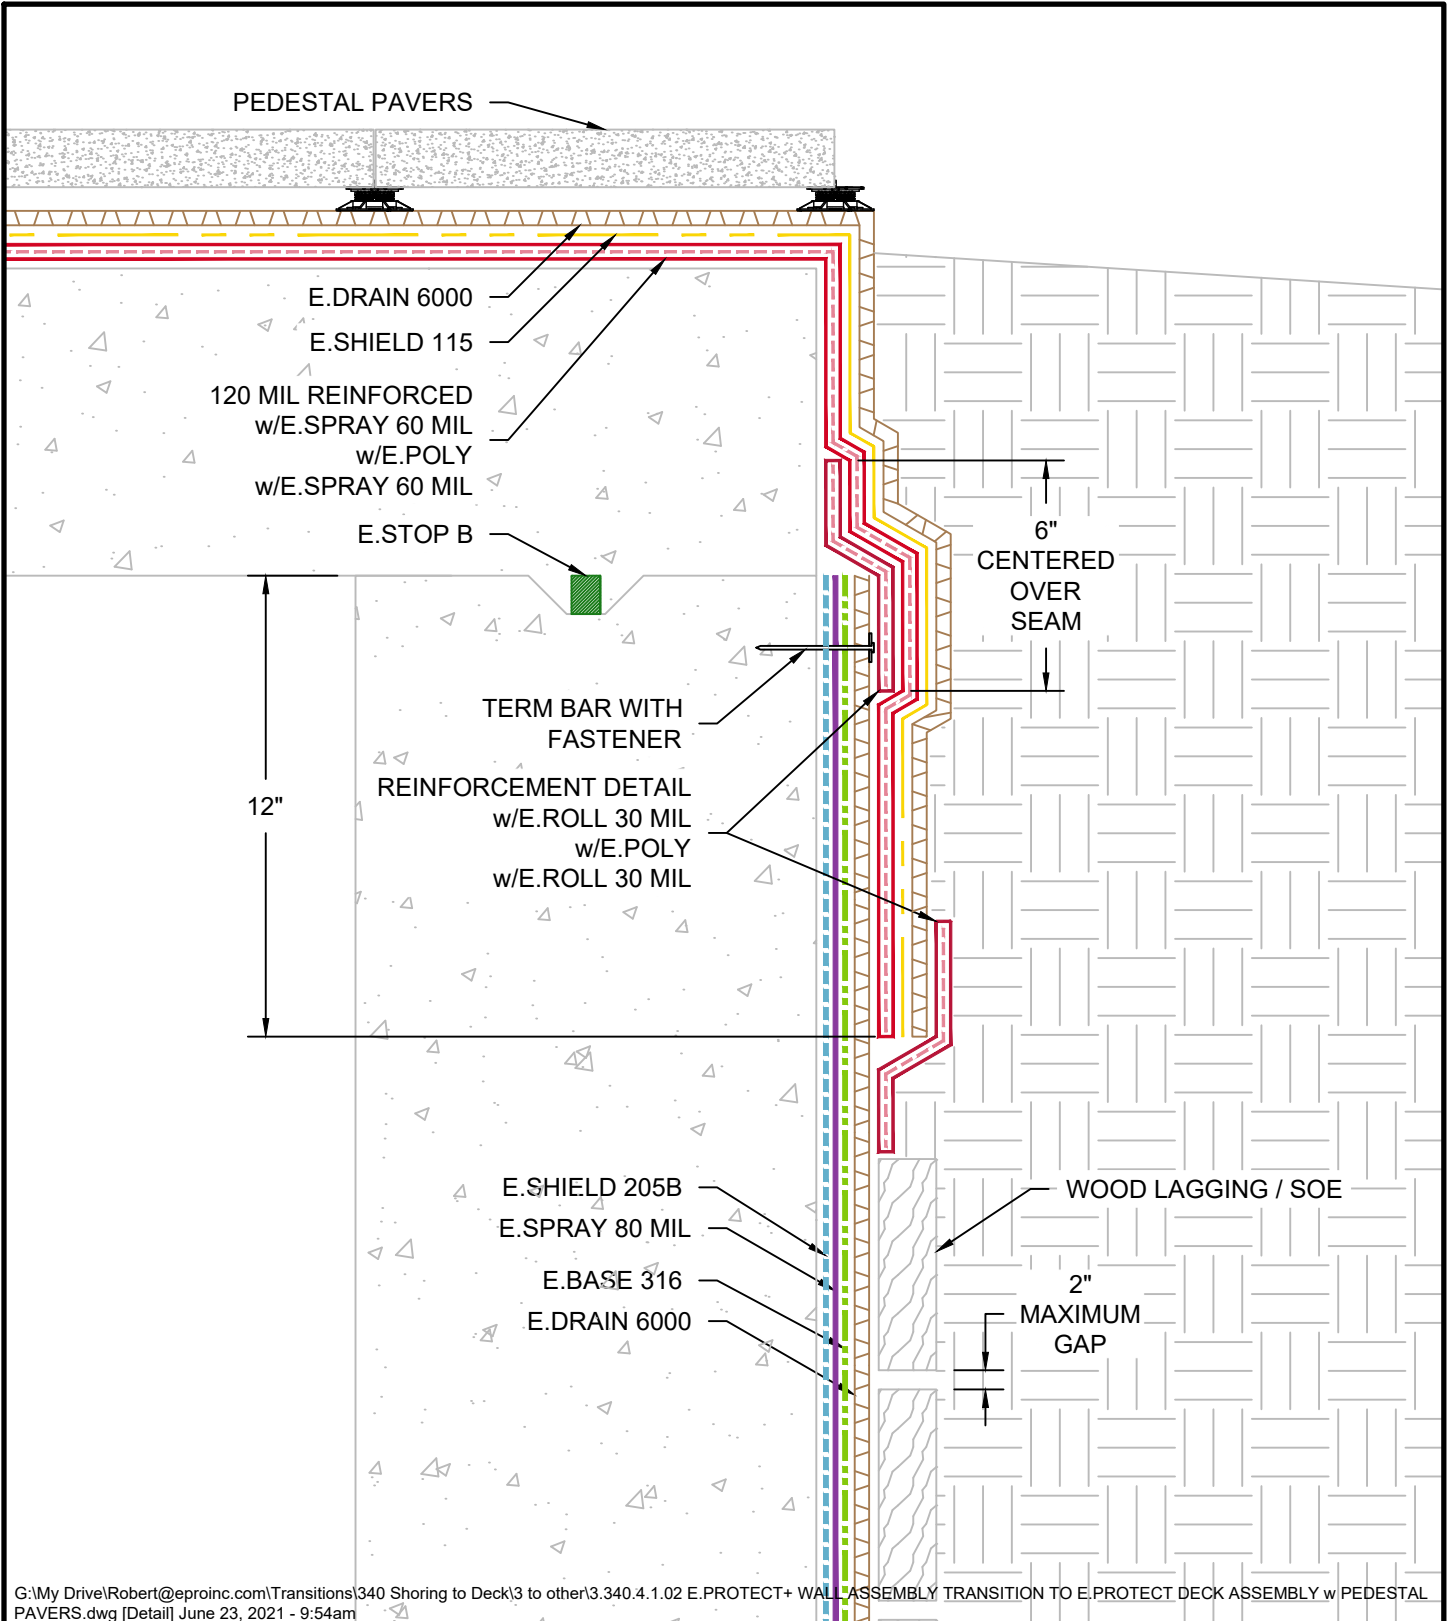 PEDESTAL PAVERS
E.DRAIN 6000
E.SHIELD 115
120 MIL REINFORCED
w/E.SPRAY 60 MIL
w/E.POLY
w/E.SPRAY 60 MIL
E.STOP B
6"
CENTERED
OVER
SEAM
TERM BAR WITH
FASTENER
REINFORCEMENT DETAIL
w/E.ROLL 30 MIL
w/E.POLY
w/E.ROLL 30 MIL
12"
E.SHIELD 205B
E.SPRAY 80 MIL
E.BASE 316
E.DRAIN 6000
WOOD LAGGING / SOE
2"
MAXIMUM
GAP
G:\My Drive\Robert@eproinc.com\Transitions\340 Shoring to Deck\3 to other\3.340.4.1.02 E.PROTECT+ WALL ASSEMBLY TRANSITION TO E.PROTECT DECK ASSEMBLY w PEDESTAL
PAVERS.dwg [Detail] June 23, 2021 - 9:54am